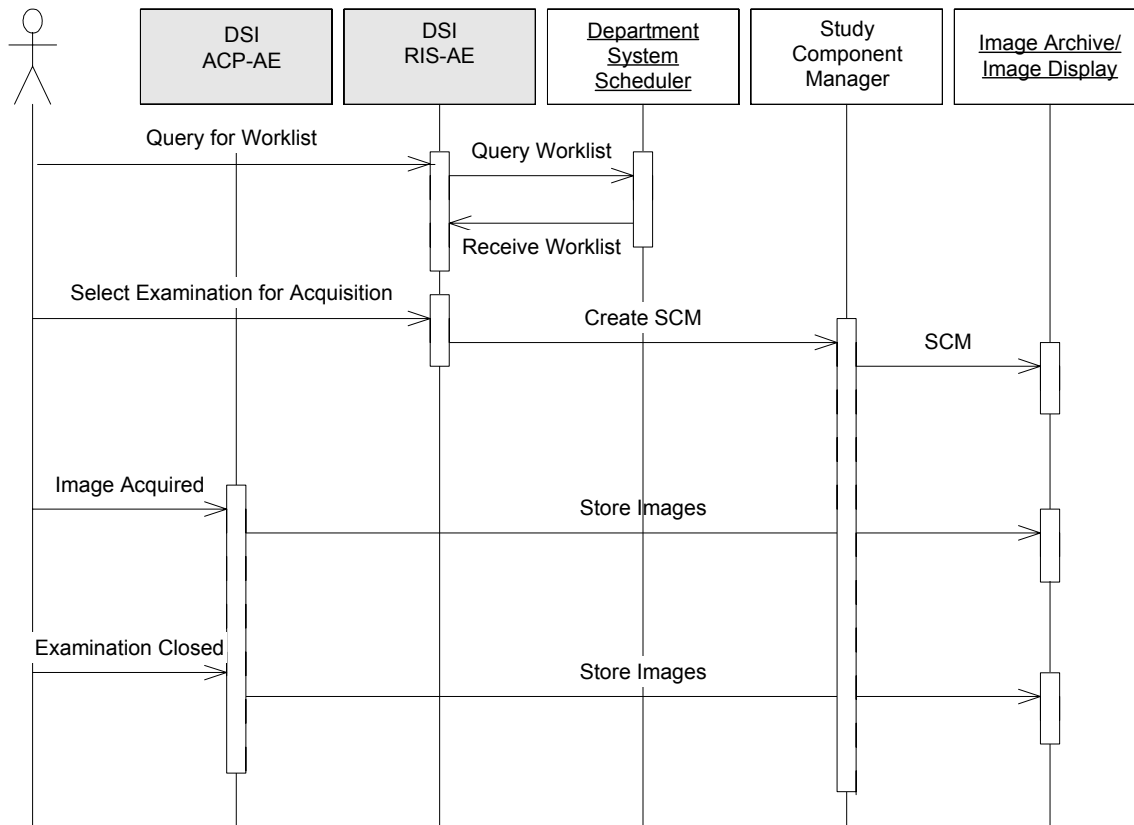 DSI
ACP-AE
DSI
RIS-AE
Department
System
Scheduler
Study
Component
Manager
Image Archive/
Image Display
Query for Worklist
Query Worklist
Receive Worklist
Select Examination for Acquisition
Create SCM
SCM
Image Acquired
Store Images
Examination Closed
Store Images